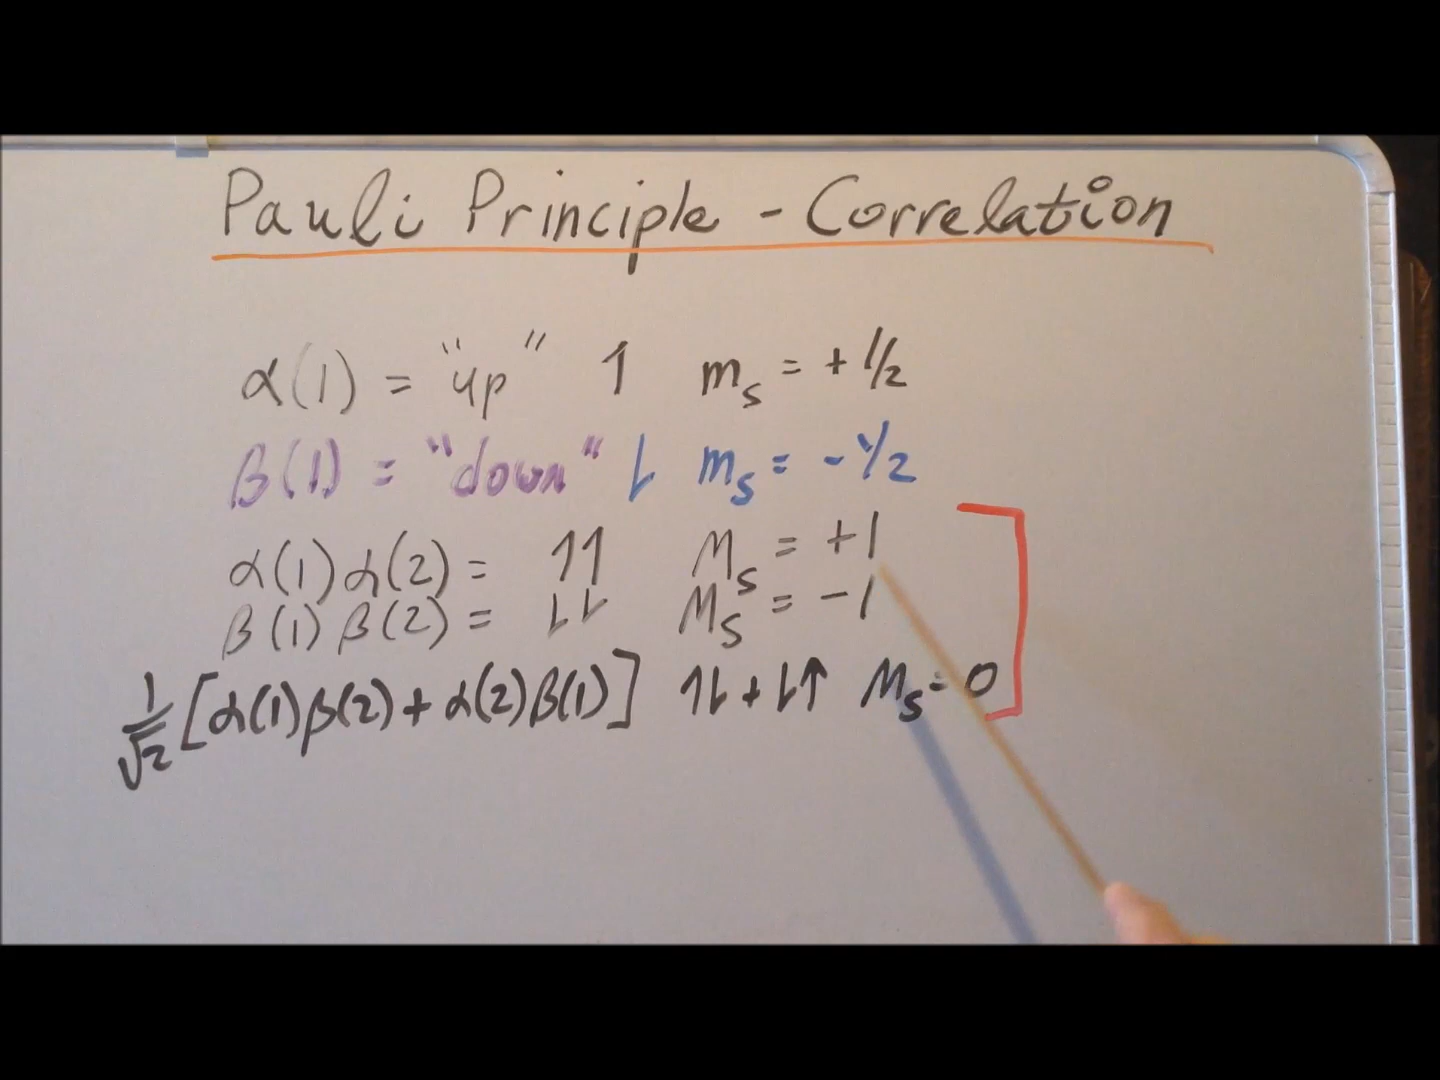 Pauli Principle - Correlation
α(1) = "up" ↿ mₛ = +1/2
β(1) = "down" ⇂ mₛ = -1/2
α(1)α(2) = ↿↿ Mₛ = +1
β(1)β(2) = ⇂⇂ Mₛ = -1
1/√2 [α(1)β(2) + α(2)β(1)] ↿⇂ + ⇂↑ Mₛ = 0